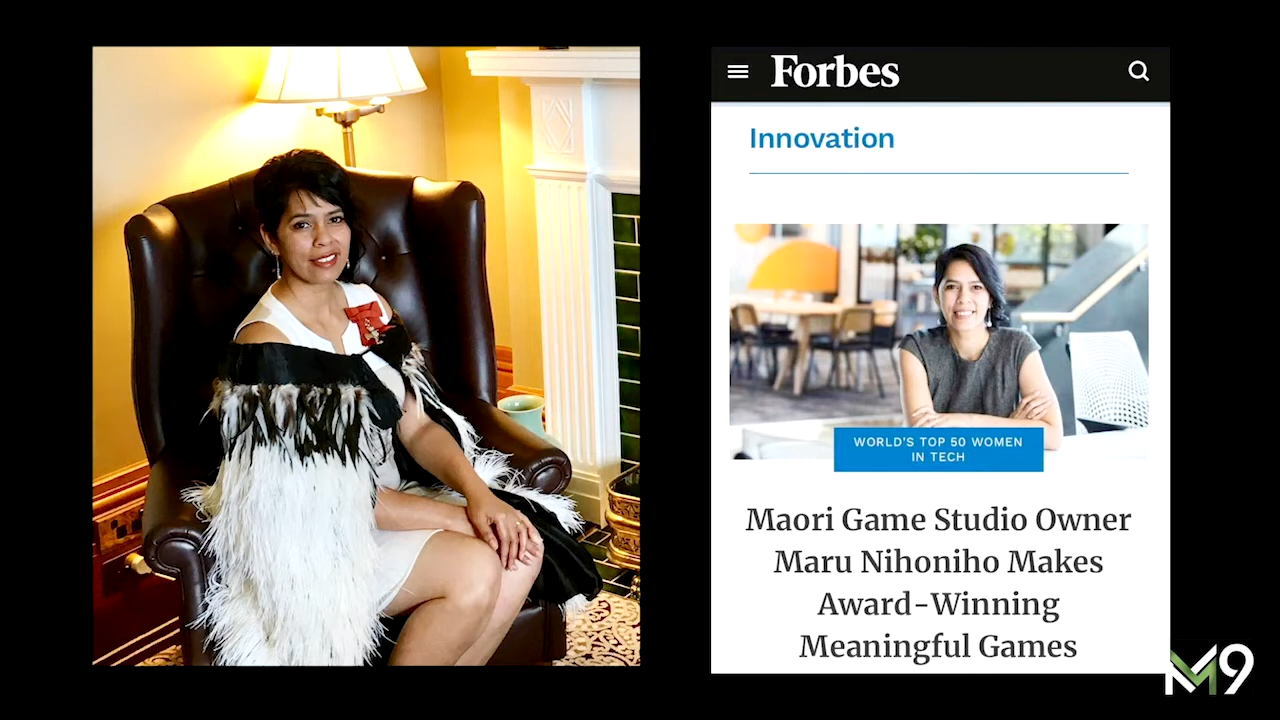 Forbes
Innovation
WORLD'S TOP 50 WOMEN
IN TECH
Maori Game Studio Owner
Maru Nihoniho Makes
Award-Winning
Meaningful Games
M9